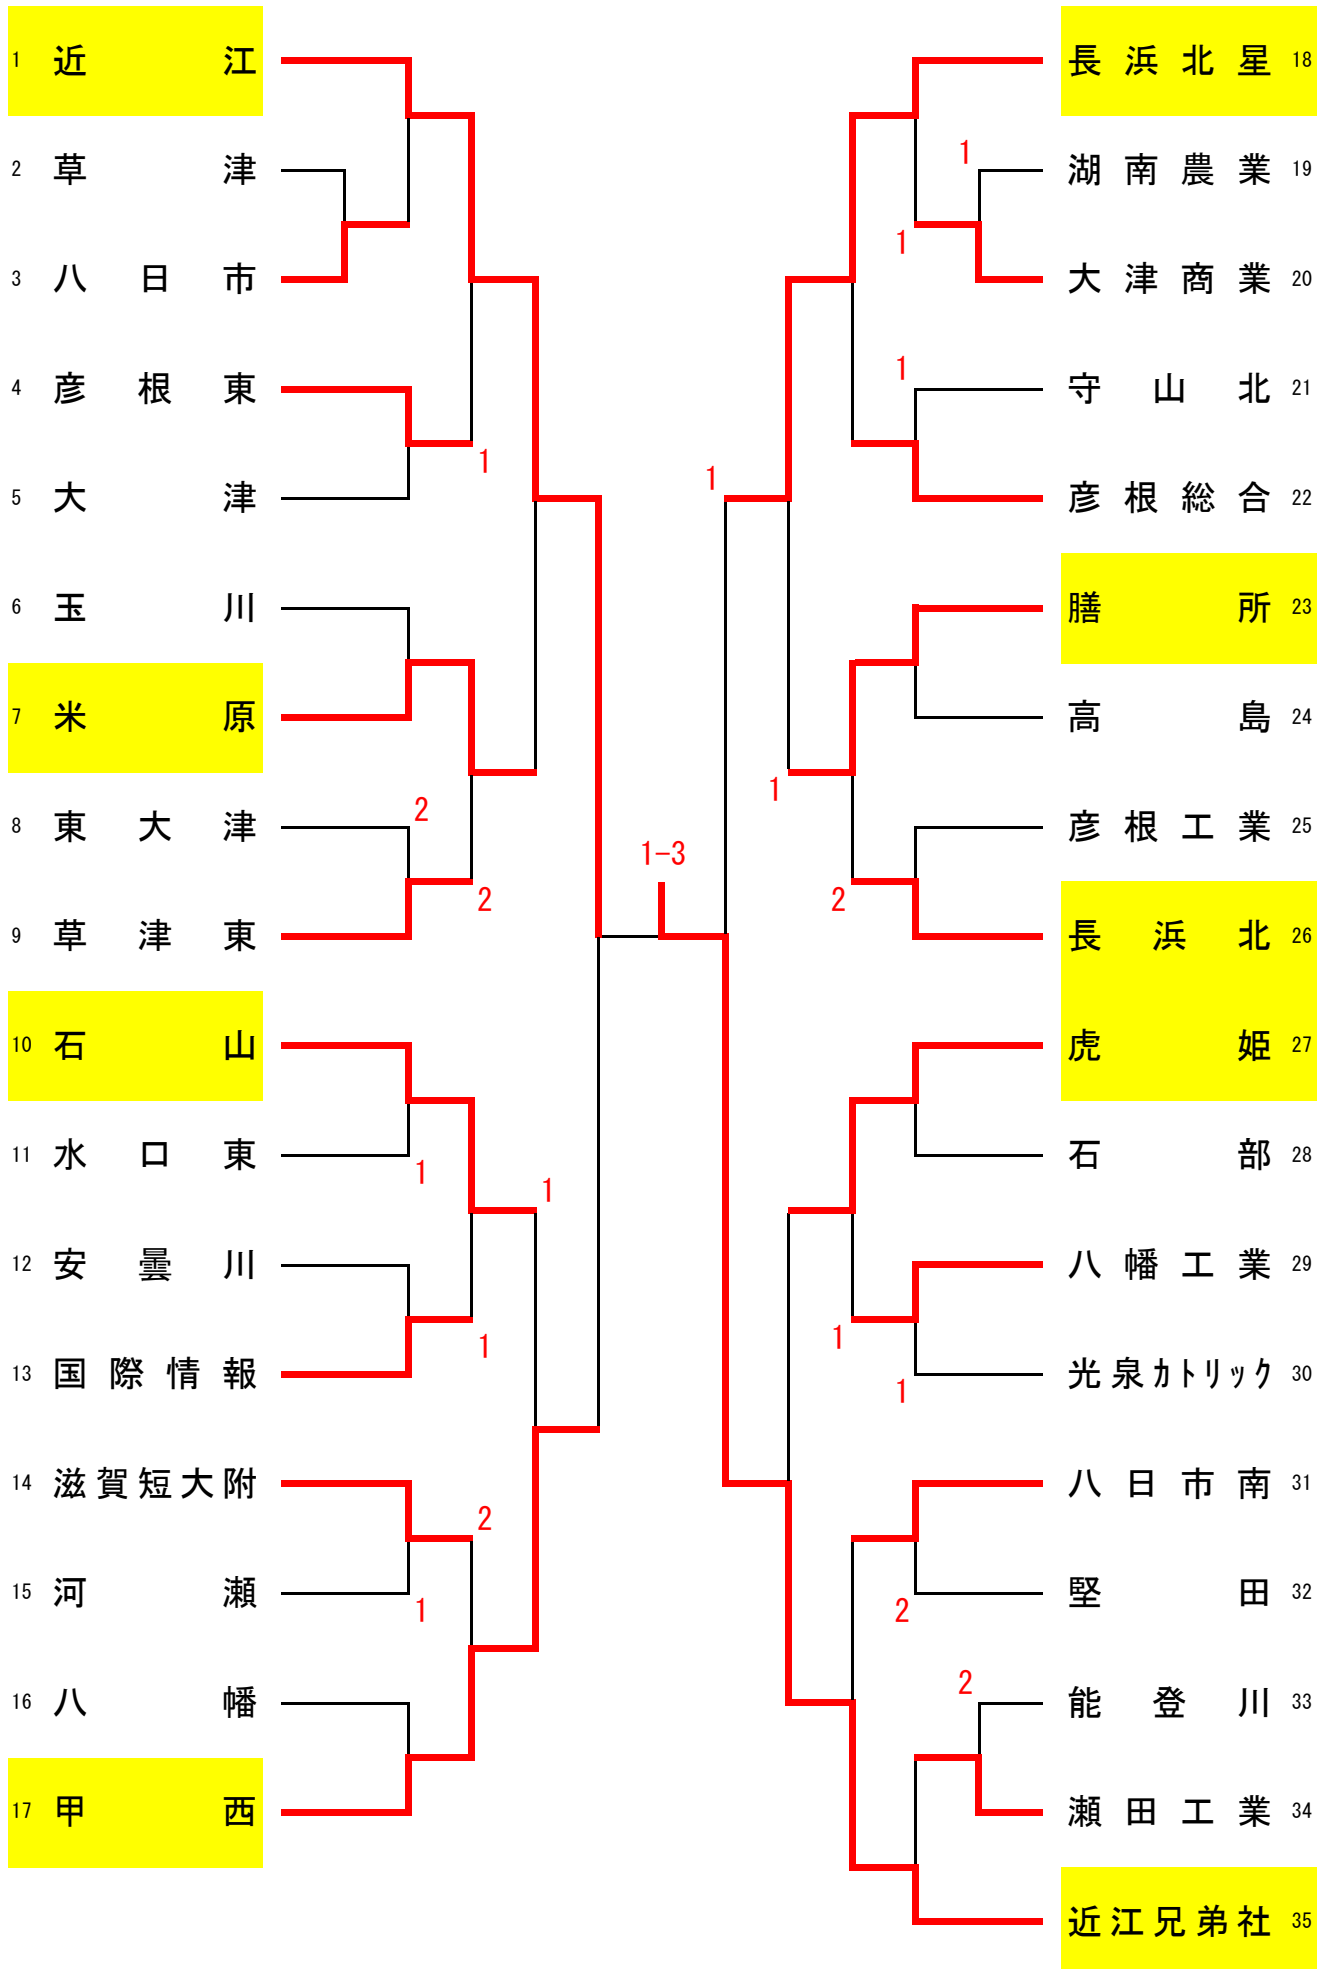 1 近江
2 草津
3 八日市
4 彦根東
1
5 大津
6 玉川
7 米原
2
8 東大津
2
9 草津東
10 石山
11 水口東
1
1
12 安曇川
1
13 国際情報
14 滋賀短大附
2
15 河瀬
1
16 八幡
17 甲西
1-3
長浜北星 18
1
湖南農業 19
1
大津商業 20
1
守山北 21
1
彦根総合 22
膳所 23
高島 24
1
彦根工業 25
2
長浜北 26
虎姫 27
石部 28
八幡工業 29
1
光泉カトリック 30
1
八日市南 31
堅田 32
2
2
能登川 33
瀬田工業 34
近江兄弟社 35